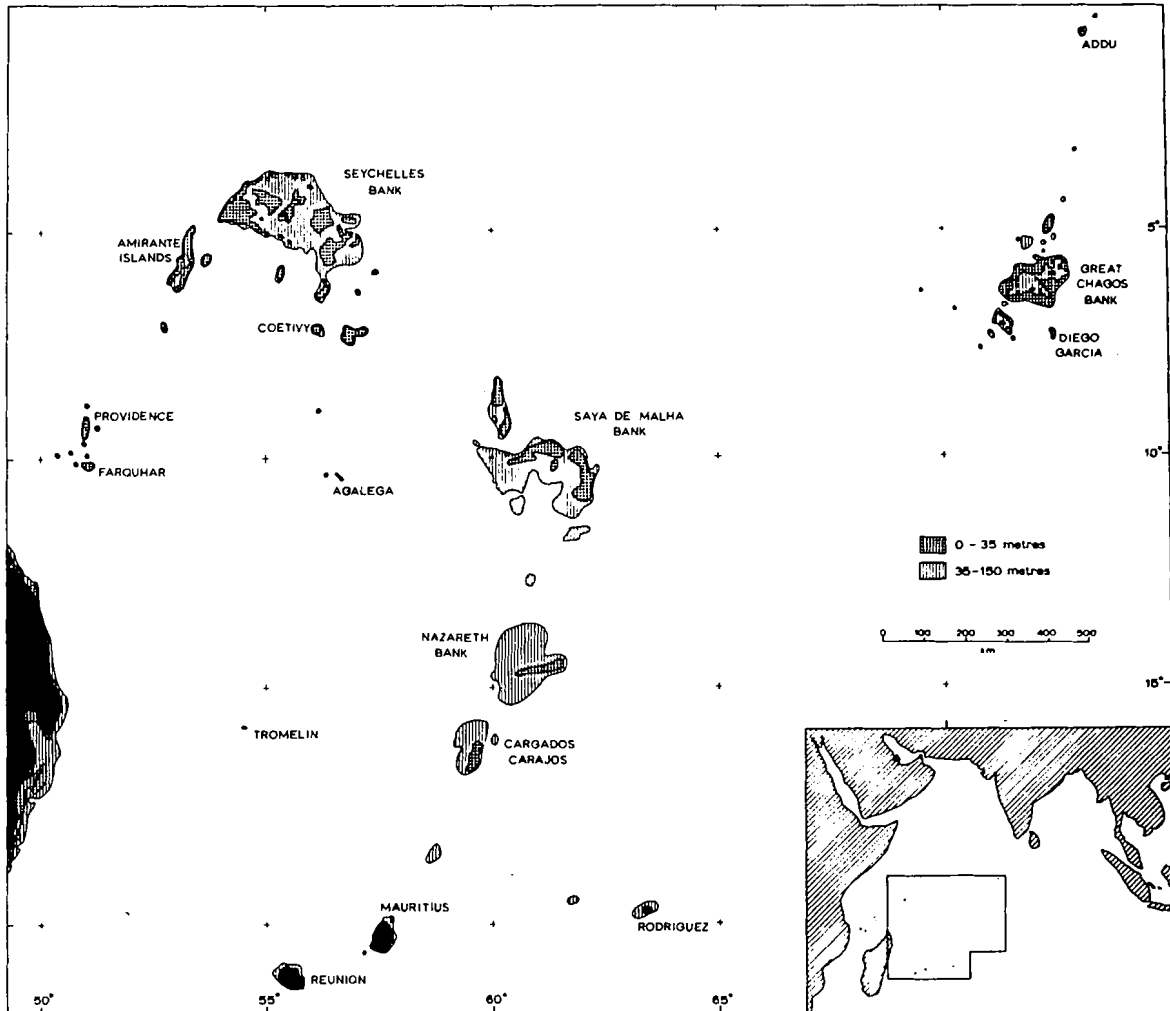 ADDU
SEYCHELLES
BANK
AMIRANTE
ISLANDS
5°
GREAT
CHAGOS
BANK
COETIVY
DIEGO
GARCIA
PROVIDENCE
SAYA DE MALHA
BANK
FARQUHAR
AGALEGA
10°
0 - 35 metres
35-150 metres
0 100 200 300 400 500
km
NAZARETH
BANK
15°
TROMELIN
CARGADOS
CARAJOS
MAURITIUS
RODRIGUEZ
REUNION
50° 55° 60° 65°